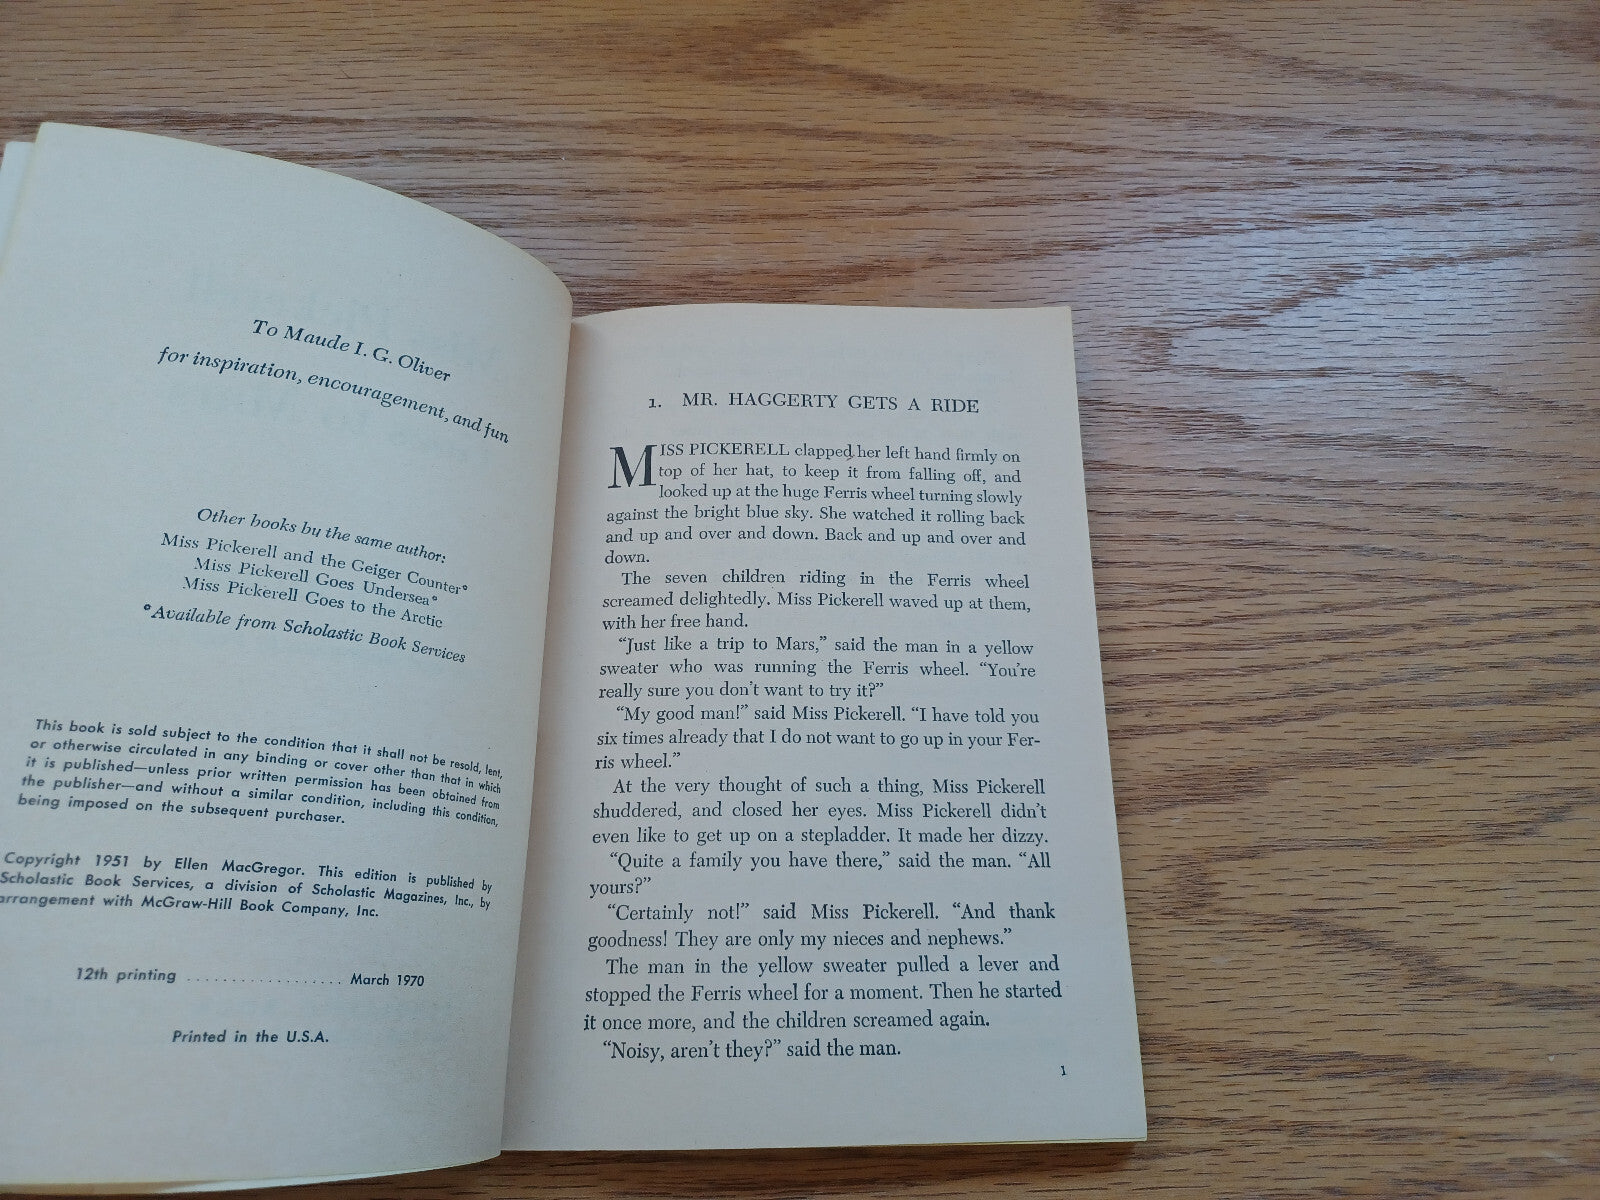 To Maude I. G. Oliver
for inspiration, encouragement, and fun
Other books by the same author:
Miss Pickerell and the Geiger Counter*
Miss Pickerell Goes Undersea*
Miss Pickerell Goes to the Arctic
*Available from Scholastic Book Services
This book is sold subject to the condition that it shall not be resold, lent,
or otherwise circulated in any binding or cover other than that in which
it is published—unless prior written permission has been obtained from
the publisher—and without a similar condition, including this condition,
being imposed on the subsequent purchaser.
Copyright 1951 by Ellen MacGregor. This edition is published by
Scholastic Book Services, a division of Scholastic Magazines, Inc., by
arrangement with McGraw-Hill Book Company, Inc.
12th printing .................. March 1970
Printed in the U.S.A.
1. MR. HAGGERTY GETS A RIDE
MISS PICKERELL clapped her left hand firmly on
top of her hat, to keep it from falling off, and
looked up at the huge Ferris wheel turning slowly
against the bright blue sky. She watched it rolling back
and up and over and down. Back and up and over and
down.
The seven children riding in the Ferris wheel
screamed delightedly. Miss Pickerell waved up at them,
with her free hand.
“Just like a trip to Mars,” said the man in a yellow
sweater who was running the Ferris wheel. “You’re
really sure you don’t want to try it?”
“My good man!” said Miss Pickerell. “I have told you
six times already that I do not want to go up in your Fer-
ris wheel.”
At the very thought of such a thing, Miss Pickerell
shuddered, and closed her eyes. Miss Pickerell didn’t
even like to get up on a stepladder. It made her dizzy.
“Quite a family you have there,” said the man. “All
yours?”
“Certainly not!” said Miss Pickerell. “And thank
goodness! They are only my nieces and nephews.”
The man in the yellow sweater pulled a lever and
stopped the Ferris wheel for a moment. Then he started
it once more, and the children screamed again.
“Noisy, aren’t they?” said the man.
1